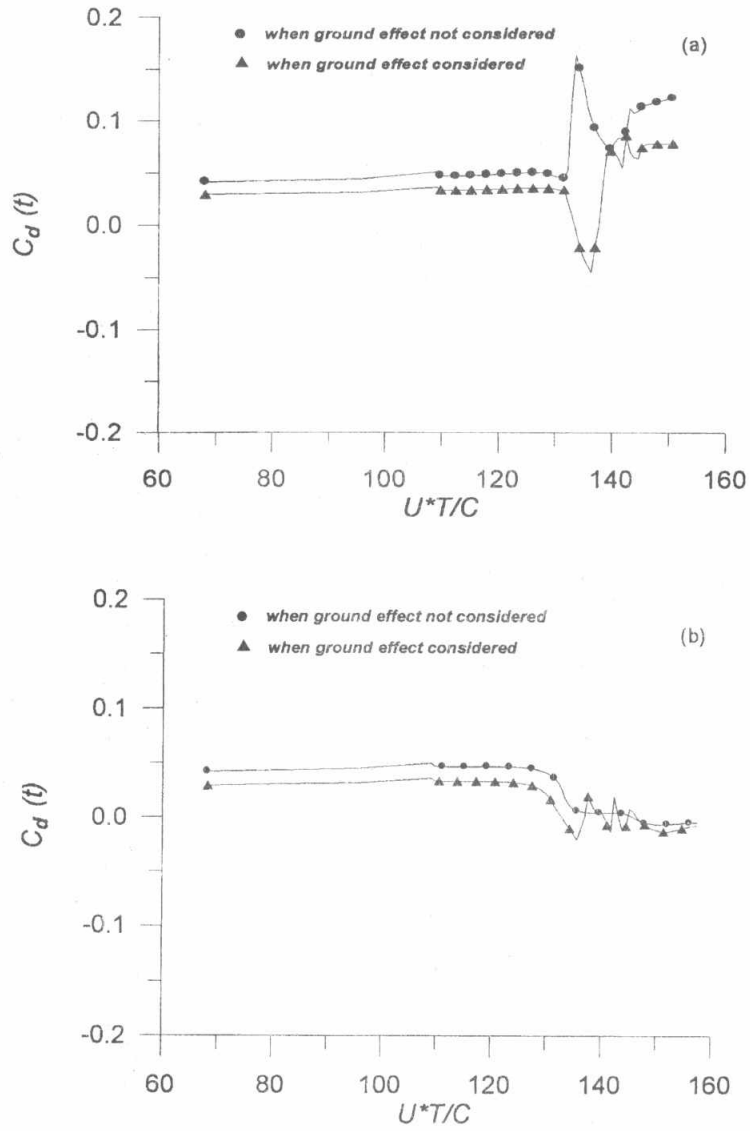 0.2
● when ground effect not considered
▲ when ground effect considered
(a)
0.1
0.0
-0.1
-0.2
C_d (t)
60 80 100 120 140 160
U*T/C
0.2
● when ground effect not considered
▲ when ground effect considered
(b)
0.1
0.0
-0.1
-0.2
C_d (t)
60 80 100 120 140 160
U*T/C